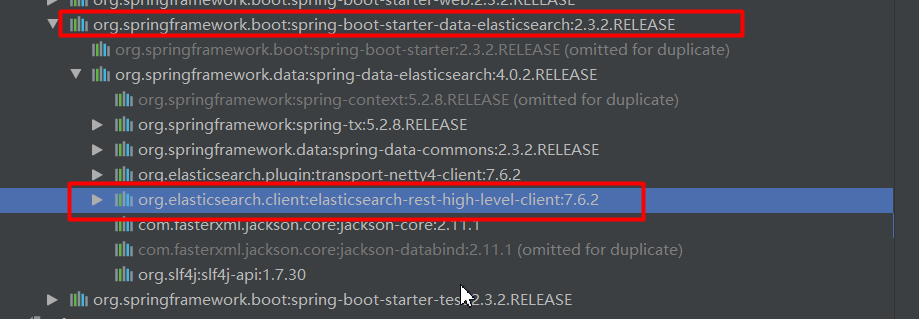 org.springframework.boot:spring-boot-starter-web:2.3.2.RELEASE
org.springframework.boot:spring-boot-starter-data-elasticsearch:2.3.2.RELEASE
org.springframework.boot:spring-boot-starter:2.3.2.RELEASE (omitted for duplicate)
org.springframework.data:spring-data-elasticsearch:4.0.2.RELEASE
org.springframework:spring-context:5.2.8.RELEASE (omitted for duplicate)
org.springframework:spring-tx:5.2.8.RELEASE
org.springframework.data:spring-data-commons:2.3.2.RELEASE
org.elasticsearch.plugin:transport-netty4-client:7.6.2
org.elasticsearch.client:elasticsearch-rest-high-level-client:7.6.2
com.fasterxml.jackson.core:jackson-core:2.11.1
com.fasterxml.jackson.core:jackson-databind:2.11.1 (omitted for duplicate)
org.slf4j:slf4j-api:1.7.30
org.springframework.boot:spring-boot-starter-test:2.3.2.RELEASE